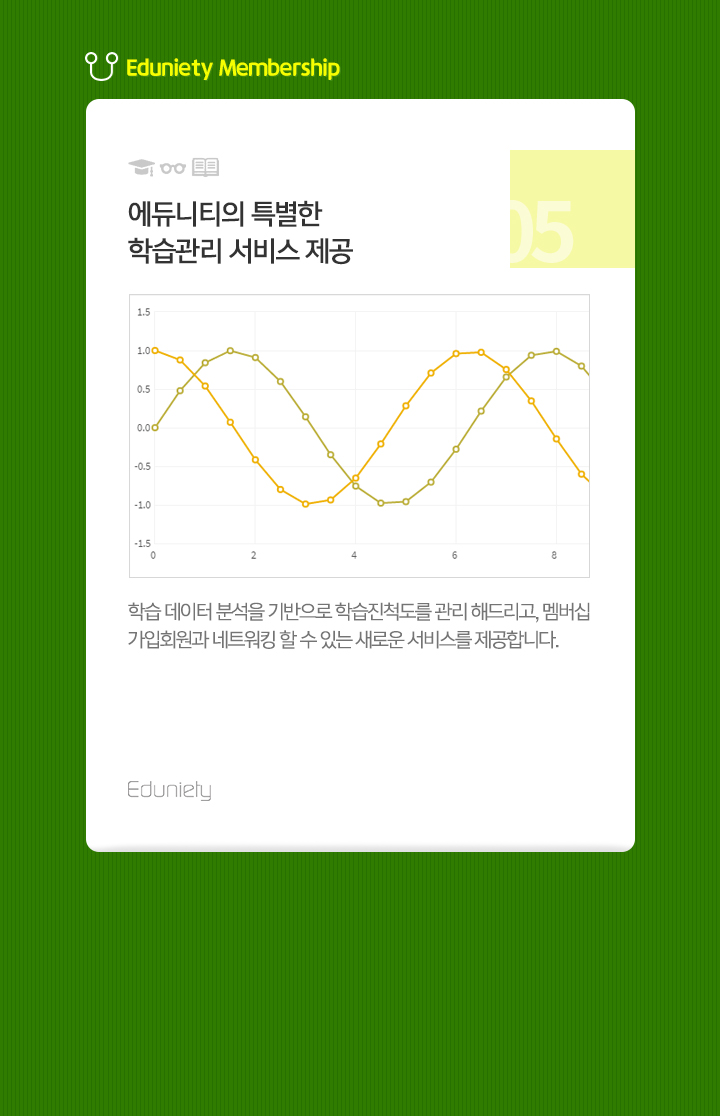 Eduniety Membership
에듀니티의 특별한
학습관리 서비스 제공
05
1.5
1.0
0.5
0.0
-0.5
-1.0
-1.5
0 2 4 6 8
학습 데이터 분석을 기반으로 학습진척도를 관리 해드리고, 멤버십
가입회원과 네트워킹 할 수 있는 새로운 서비스를 제공합니다.
Eduniety